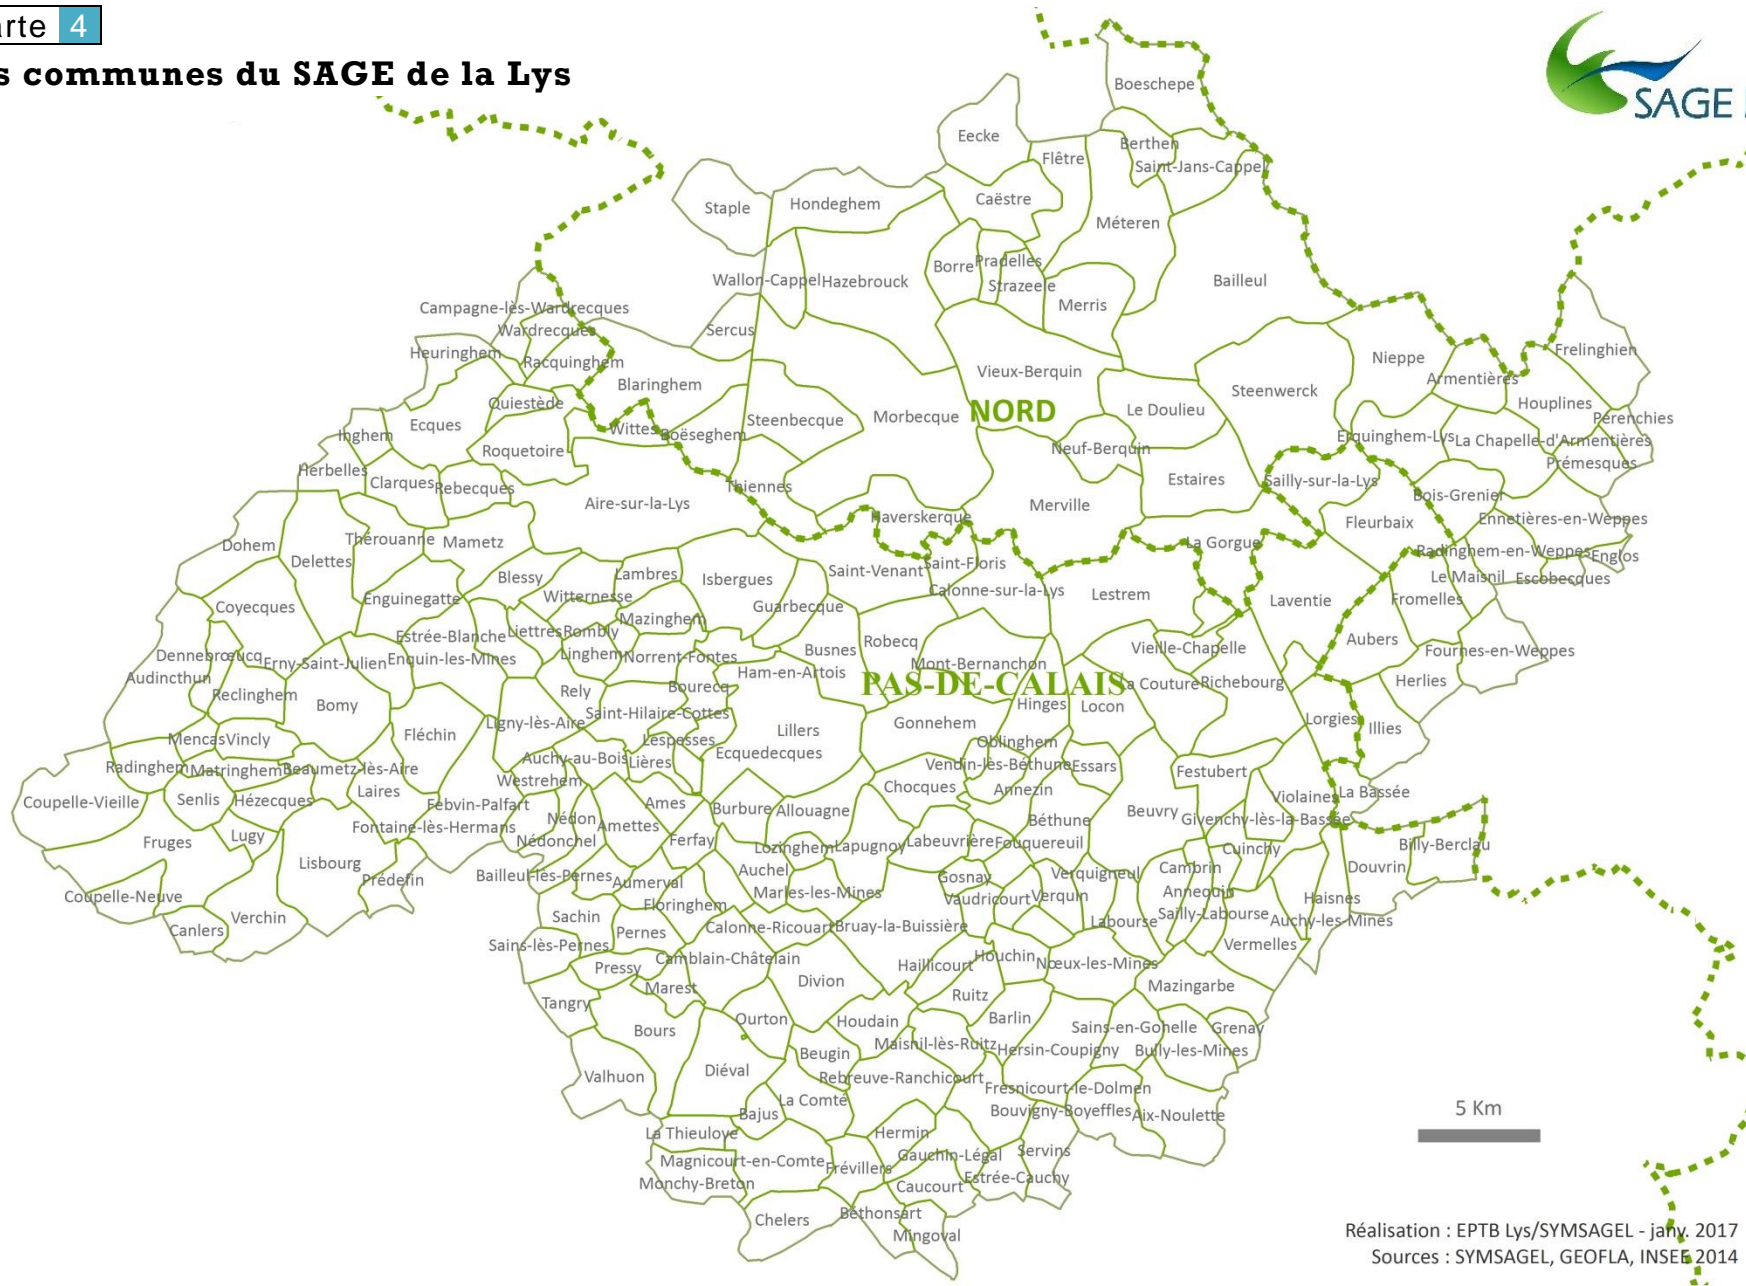 arte 4
s communes du SAGE de la Lys
SAGE
Boeschepe
Eecke
Flêtre
Berthen
Saint-Jans-Cappel
Staple
Hondeghem
Caëstre
Méteren
Wallon-Cappel
Hazebrouck
Borre
Pradelles
Strazeele
Merris
Bailleul
Campagne-lès-Wardrecques
Wardrecques
Sercus
Heuringhem
Racquinghem
Blaringhem
Vieux-Berquin
Nieppe
Frelinghien
Armentières
Steenwerck
Quiestède
Ecques
Wittes
Boëseghem
Steenbecque
Morbecque
NORD
Le Doulieu
Houplines
Pérenchies
Inghem
Roquetoire
Neuf-Berquin
Erquinghem-Lys
La Chapelle-d'Armentières
Prémesques
Herbelles
Clarques
Rebecques
Thiennes
Estaires
Sailly-sur-la-Lys
Bois-Grenier
Aire-sur-la-Lys
Haverskerque
Merville
Fleurbaix
Ennetières-en-Weppes
Dohem
Thérouanne
Mametz
La Gorgue
Radinghem-en-Weppes
Englos
Delettes
Blessy
Lambres
Isbergues
Saint-Venant
Saint-Floris
Le Maisnil
Escobecques
Coyecques
Enguinegatte
Witternesse
Guarbecque
Calonne-sur-la-Lys
Lestrem
Laventie
Fromelles
Mazinghem
Estrée-Blanche
Liettres
Rombly
Aubers
Dennebrœucq
Erny-Saint-Julien
Enquin-les-Mines
Linghem
Norrent-Fontes
Busnes
Robecq
Vieille-Chapelle
Fournes-en-Weppes
Audincthun
Mont-Bernanchon
Ham-en-Artois
PAS-DE-CALAIS
La Couture
Richebourg
Herlies
Reclinghem
Bomy
Rely
Bourecq
Hinges
Locon
Saint-Hilaire-Cottes
Ligny-lès-Aire
Lillers
Gonnehem
Lorgies
Illies
Mencas
Vincly
Fléchin
Lespesses
Ecquedecques
Oblinghem
Auchy-au-Bois
Lières
Vendin-lès-Béthune
Essars
Festubert
Radinghem
Matringhem
Beaumetz-lès-Aire
Westrehem
Chocques
Annezin
Laires
La Bassée
Violaines
Coupelle-Vieille
Senlis
Hézecques
Febvin-Palfart
Ames
Burbure
Allouagne
Beuvry
Givenchy-lès-la-Bassée
Béthune
Fontaine-lès-Hermans
Nédon
Amettes
Fruges
Lugy
Nédonchel
Ferfay
Lozinghem
Lapugnoy
Labeuvrière
Fouquereuil
Cuinchy
Billy-Berclau
Lisbourg
Prédefin
Bailleul-lès-Pernes
Aumerval
Auchel
Gosnay
Verquigneul
Cambrin
Douvrin
Coupelle-Neuve
Marles-les-Mines
Vaudricourt
Verquin
Annequin
Haisnes
Floringhem
Canlers
Verchin
Sachin
Pernes
Calonne-Ricouart
Bruay-la-Buissière
Labourse
Sailly-Labourse
Auchy-les-Mines
Sains-lès-Pernes
Vermelles
Pressy
Camblain-Châtelain
Haillicourt
Houchin
Nœux-les-Mines
Marest
Divion
Ruitz
Mazingarbe
Tangry
Bours
Ourton
Houdain
Barlin
Sains-en-Gohelle
Grenay
Beugin
Maisnil-lès-Ruitz
Hersin-Coupigny
Bully-les-Mines
Valhuon
Diéval
Rebreuve-Ranchicourt
Fresnicourt-le-Dolmen
La Comté
Bajus
Bouvigny-Boyeffles
Aix-Noulette
La Thieuloye
Hermin
Magnicourt-en-Comte
Frévillers
Gauchin-Légal
Servins
Monchy-Breton
Caucourt
Estrée-Cauchy
Chelers
Béthonsart
Mingoval
5 Km
Réalisation : EPTB Lys/SYMSAGEL - janv. 2017
Sources : SYMSAGEL, GEOFLA, INSEE 2014